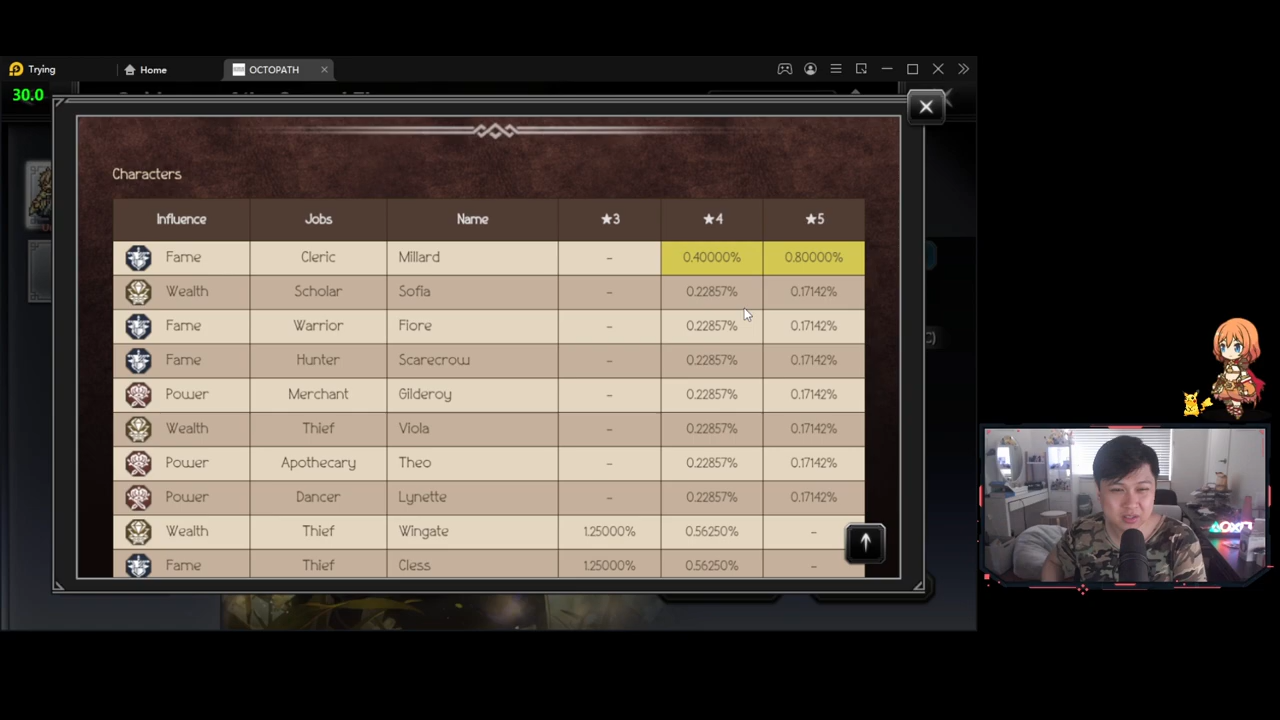 Trying
Home
OCTOPATH
30.0
Characters
Influence Jobs Name ★3 ★4 ★5
Fame Cleric Millard - 0.40000% 0.80000%
Wealth Scholar Sofia - 0.22857% 0.17142%
Fame Warrior Fiore - 0.22857% 0.17142%
Fame Hunter Scarecrow - 0.22857% 0.17142%
Power Merchant Gilderoy - 0.22857% 0.17142%
Wealth Thief Viola - 0.22857% 0.17142%
Power Apothecary Theo - 0.22857% 0.17142%
Power Dancer Lynette - 0.22857% 0.17142%
Wealth Thief Wingate 1.25000% 0.56250% -
Fame Thief Cless 1.25000% 0.56250% -